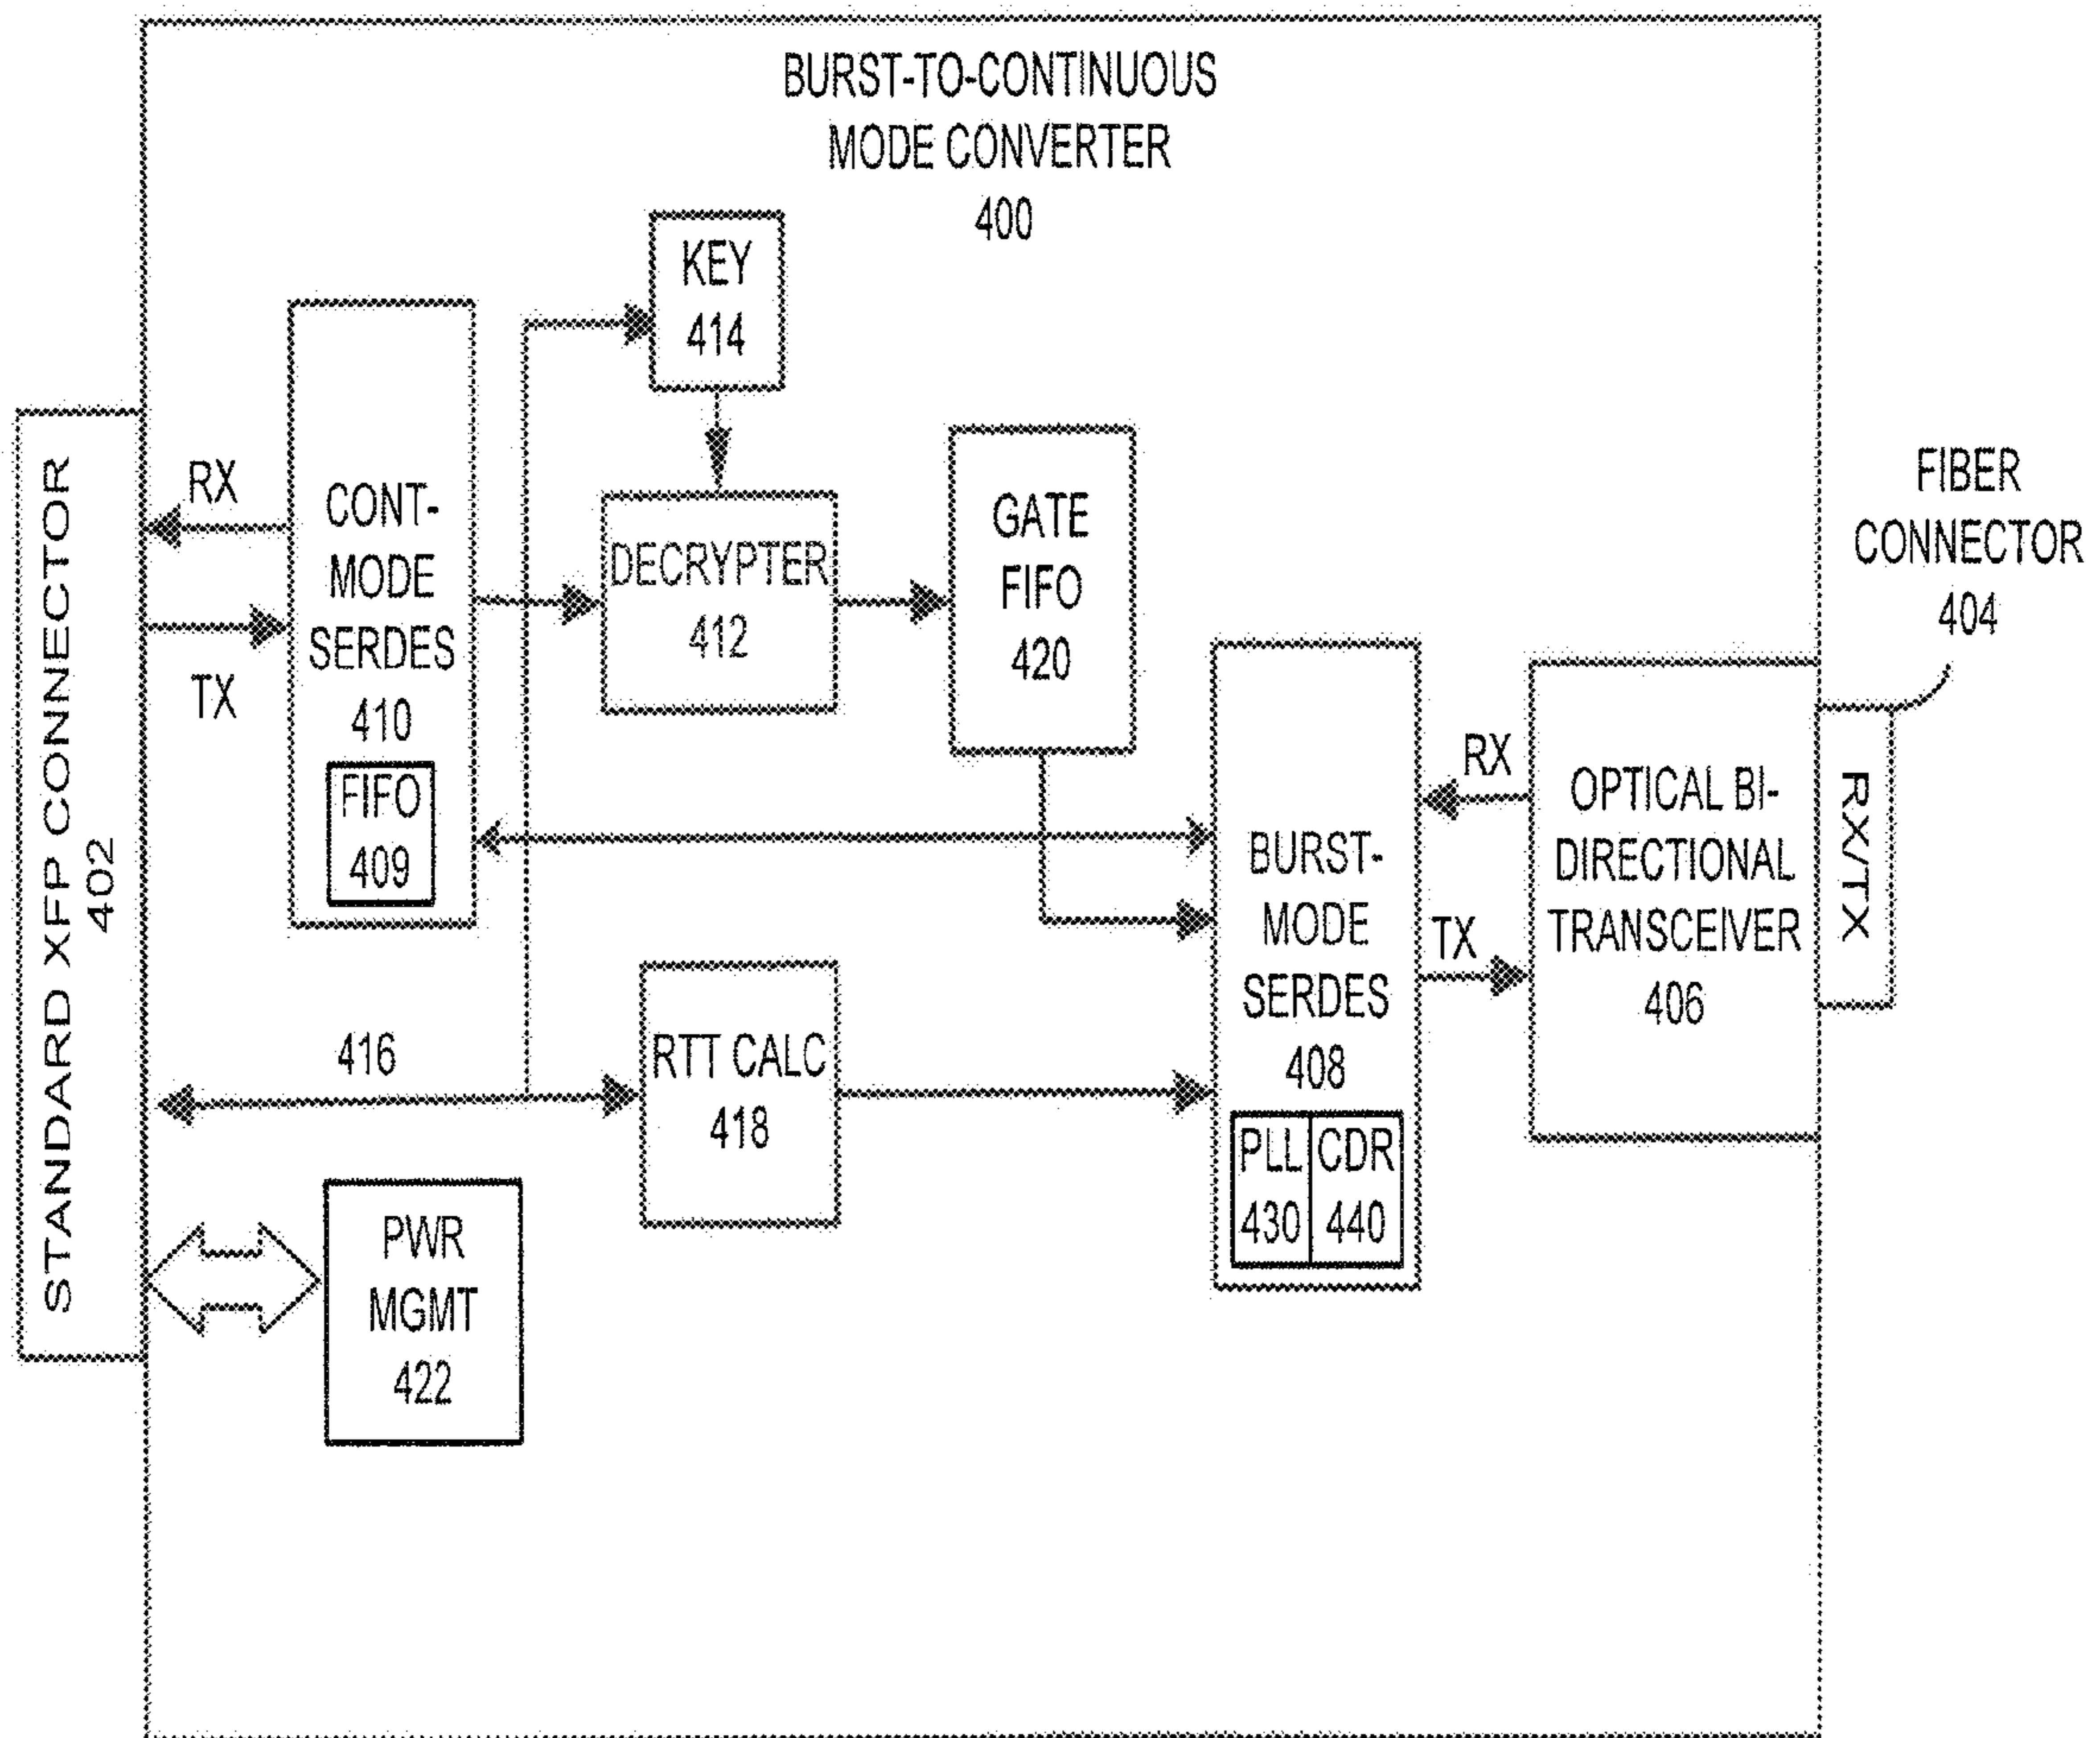 BURST-TO-CONTINUOUS
MODE CONVERTER
400
KEY
414
STANDARD XFP CONNECTOR
402
RX
TX
CONT-
MODE
SERDES
410
FIFO
409
DECRYPTER
412
GATE
FIFO
420
FIBER
CONNECTOR
404
RX
TX
BURST-
MODE
SERDES
408
PLL
430
CDR
440
OPTICAL BI-
DIRECTIONAL
TRANSCEIVER
406
RX/TX
416
RTT CALC
418
PWR
MGMT
422